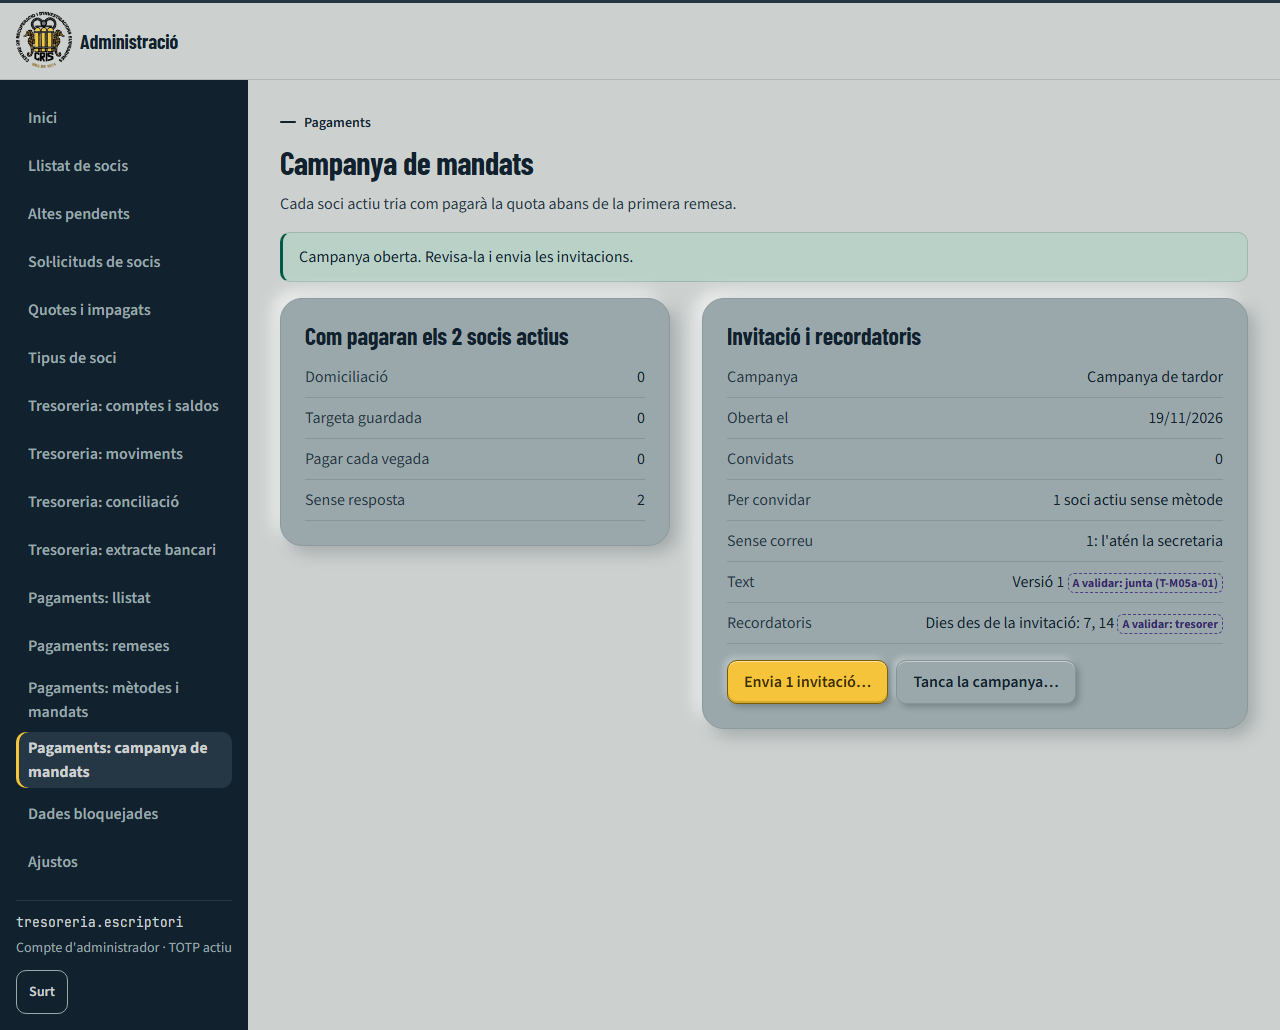 CRIS
Administració
Inici
Llistat de socis
Altes pendents
Sol·licituds de socis
Quotes i impagats
Tipus de soci
Tresoreria: comptes i saldos
Tresoreria: moviments
Tresoreria: conciliació
Tresoreria: extracte bancari
Pagaments: llistat
Pagaments: remeses
Pagaments: mètodes i
mandats
Pagaments: campanya de
mandats
Dades bloquejades
Ajustos
tresoreria.escriptori
Compte d'administrador · TOTP actiu
Surt
Pagaments
Campanya de mandats
Cada soci actiu tria com pagarà la quota abans de la primera remesa.
Campanya oberta. Revisa-la i envia les invitacions.
Com pagaran els 2 socis actius
Domiciliació 0
Targeta guardada 0
Pagar cada vegada 0
Sense resposta 2
Invitació i recordatoris
Campanya Campanya de tardor
Oberta el 19/11/2026
Convidats 0
Per convidar 1 soci actiu sense mètode
Sense correu 1: l'atén la secretaria
Text Versió 1 A validar: junta (T-M05a-01)
Recordatoris Dies des de la invitació: 7, 14 A validar: tresorer
Envia 1 invitació… Tanca la campanya…